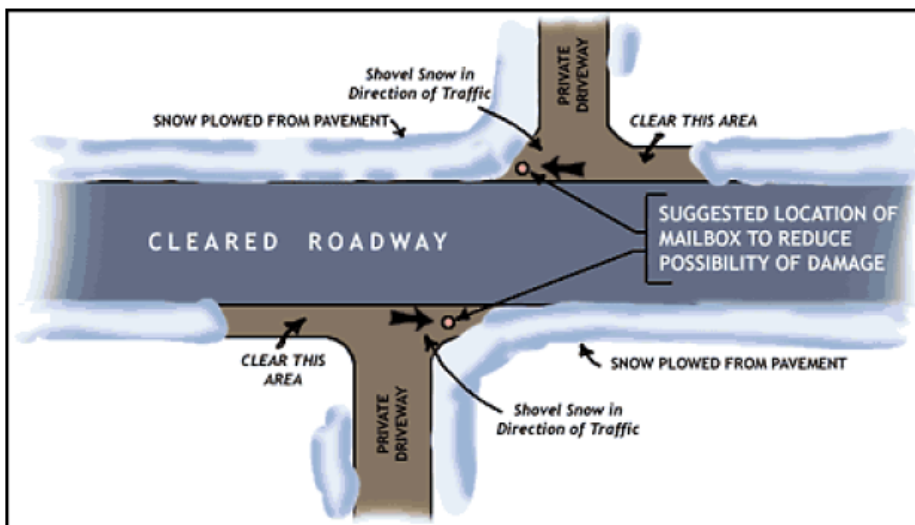 PRIVATE
DRIVEWAY
Shovel Snow in
Direction of Traffic
SNOW PLOWED FROM PAVEMENT
CLEAR THIS AREA
CLEARED ROADWAY
SUGGESTED LOCATION OF
MAILBOX TO REDUCE
POSSIBILITY OF DAMAGE
CLEAR THIS
AREA
SNOW PLOWED FROM PAVEMENT
Shovel Snow in
Direction of Traffic
PRIVATE
DRIVEWAY